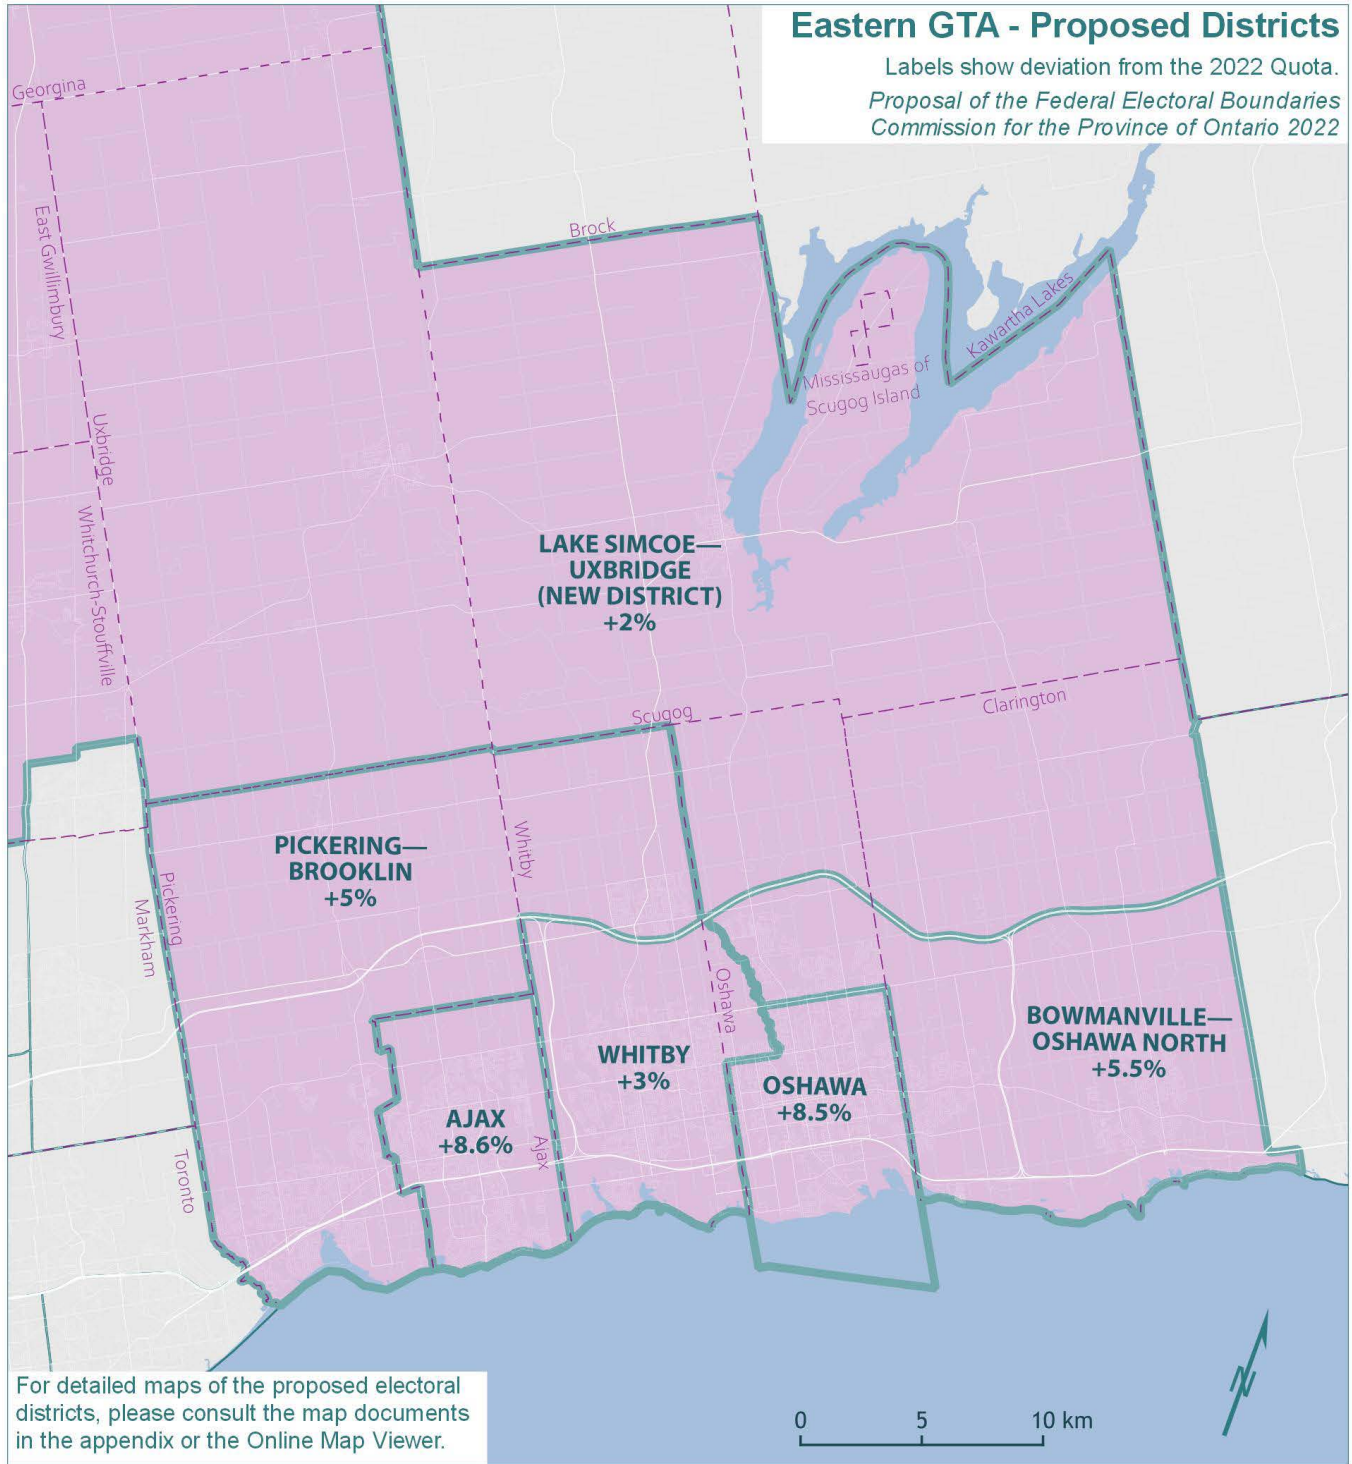 Eastern GTA - Proposed Districts
Labels show deviation from the 2022 Quota.
Proposal of the Federal Electoral Boundaries
Commission for the Province of Ontario 2022
Georgina
East Gwillimbury
Brock
Kawartha Lakes
Mississaugas of
Scugog Island
Uxbridge
Whitchurch-Stouffville
LAKE SIMCOE—
UXBRIDGE
(NEW DISTRICT)
+2%
Scugog
Clarington
PICKERING—
BROOKLIN
+5%
Whitby
Pickering
Markham
Oshawa
BOWMANVILLE—
OSHAWA NORTH
+5.5%
WHITBY
+3%
OSHAWA
+8.5%
AJAX
+8.6%
Ajax
Toronto
For detailed maps of the proposed electoral
districts, please consult the map documents
in the appendix or the Online Map Viewer.
0 5 10 km
N